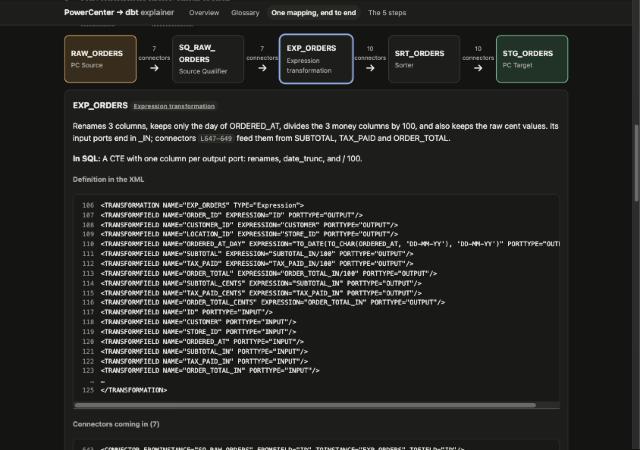 PowerCenter → dbt explainer
Overview
Glossary
One mapping, end to end
The 5 steps
RAW_ORDERS
PC Source
7
connectors
→
SQ_RAW_
ORDERS
Source Qualifier
7
connectors
→
EXP_ORDERS
Expression
transformation
10
connectors
→
SRT_ORDERS
Sorter
10
connectors
→
STG_ORDERS
PC Target
EXP_ORDERS Expression transformation
Renames 3 columns, keeps only the day of ORDERED_AT, divides the 3 money columns by 100, and also keeps the raw cent values. Its
input ports end in _IN; connectors L647–649 feed them from SUBTOTAL, TAX_PAID and ORDER_TOTAL.
In SQL: A CTE with one column per output port: renames, date_trunc, and / 100.
Definition in the XML
106 <TRANSFORMATION NAME="EXP_ORDERS" TYPE="Expression">
107 <TRANSFORMFIELD NAME="ORDER_ID" EXPRESSION="ID" PORTTYPE="OUTPUT"/>
108 <TRANSFORMFIELD NAME="CUSTOMER_ID" EXPRESSION="CUSTOMER" PORTTYPE="OUTPUT"/>
109 <TRANSFORMFIELD NAME="LOCATION_ID" EXPRESSION="STORE_ID" PORTTYPE="OUTPUT"/>
110 <TRANSFORMFIELD NAME="ORDERED_AT_DAY" EXPRESSION="TO_DATE(TO_CHAR(ORDERED_AT, 'DD-MM-YY'), 'DD-MM-YY')" PORTTYPE="OUT
111 <TRANSFORMFIELD NAME="SUBTOTAL" EXPRESSION="SUBTOTAL_IN/100" PORTTYPE="OUTPUT"/>
112 <TRANSFORMFIELD NAME="TAX_PAID" EXPRESSION="TAX_PAID_IN/100" PORTTYPE="OUTPUT"/>
113 <TRANSFORMFIELD NAME="ORDER_TOTAL" EXPRESSION="ORDER_TOTAL_IN/100" PORTTYPE="OUTPUT"/>
114 <TRANSFORMFIELD NAME="SUBTOTAL_CENTS" EXPRESSION="SUBTOTAL_IN" PORTTYPE="OUTPUT"/>
115 <TRANSFORMFIELD NAME="TAX_PAID_CENTS" EXPRESSION="TAX_PAID_IN" PORTTYPE="OUTPUT"/>
116 <TRANSFORMFIELD NAME="ORDER_TOTAL_CENTS" EXPRESSION="ORDER_TOTAL_IN" PORTTYPE="OUTPUT"/>
117 <TRANSFORMFIELD NAME="ID" PORTTYPE="INPUT"/>
118 <TRANSFORMFIELD NAME="CUSTOMER" PORTTYPE="INPUT"/>
119 <TRANSFORMFIELD NAME="STORE_ID" PORTTYPE="INPUT"/>
120 <TRANSFORMFIELD NAME="ORDERED_AT" PORTTYPE="INPUT"/>
121 <TRANSFORMFIELD NAME="SUBTOTAL_IN" PORTTYPE="INPUT"/>
122 <TRANSFORMFIELD NAME="TAX_PAID_IN" PORTTYPE="INPUT"/>
123 <TRANSFORMFIELD NAME="ORDER_TOTAL_IN" PORTTYPE="INPUT"/>
… …
125 </TRANSFORMATION>
Connectors coming in (7)